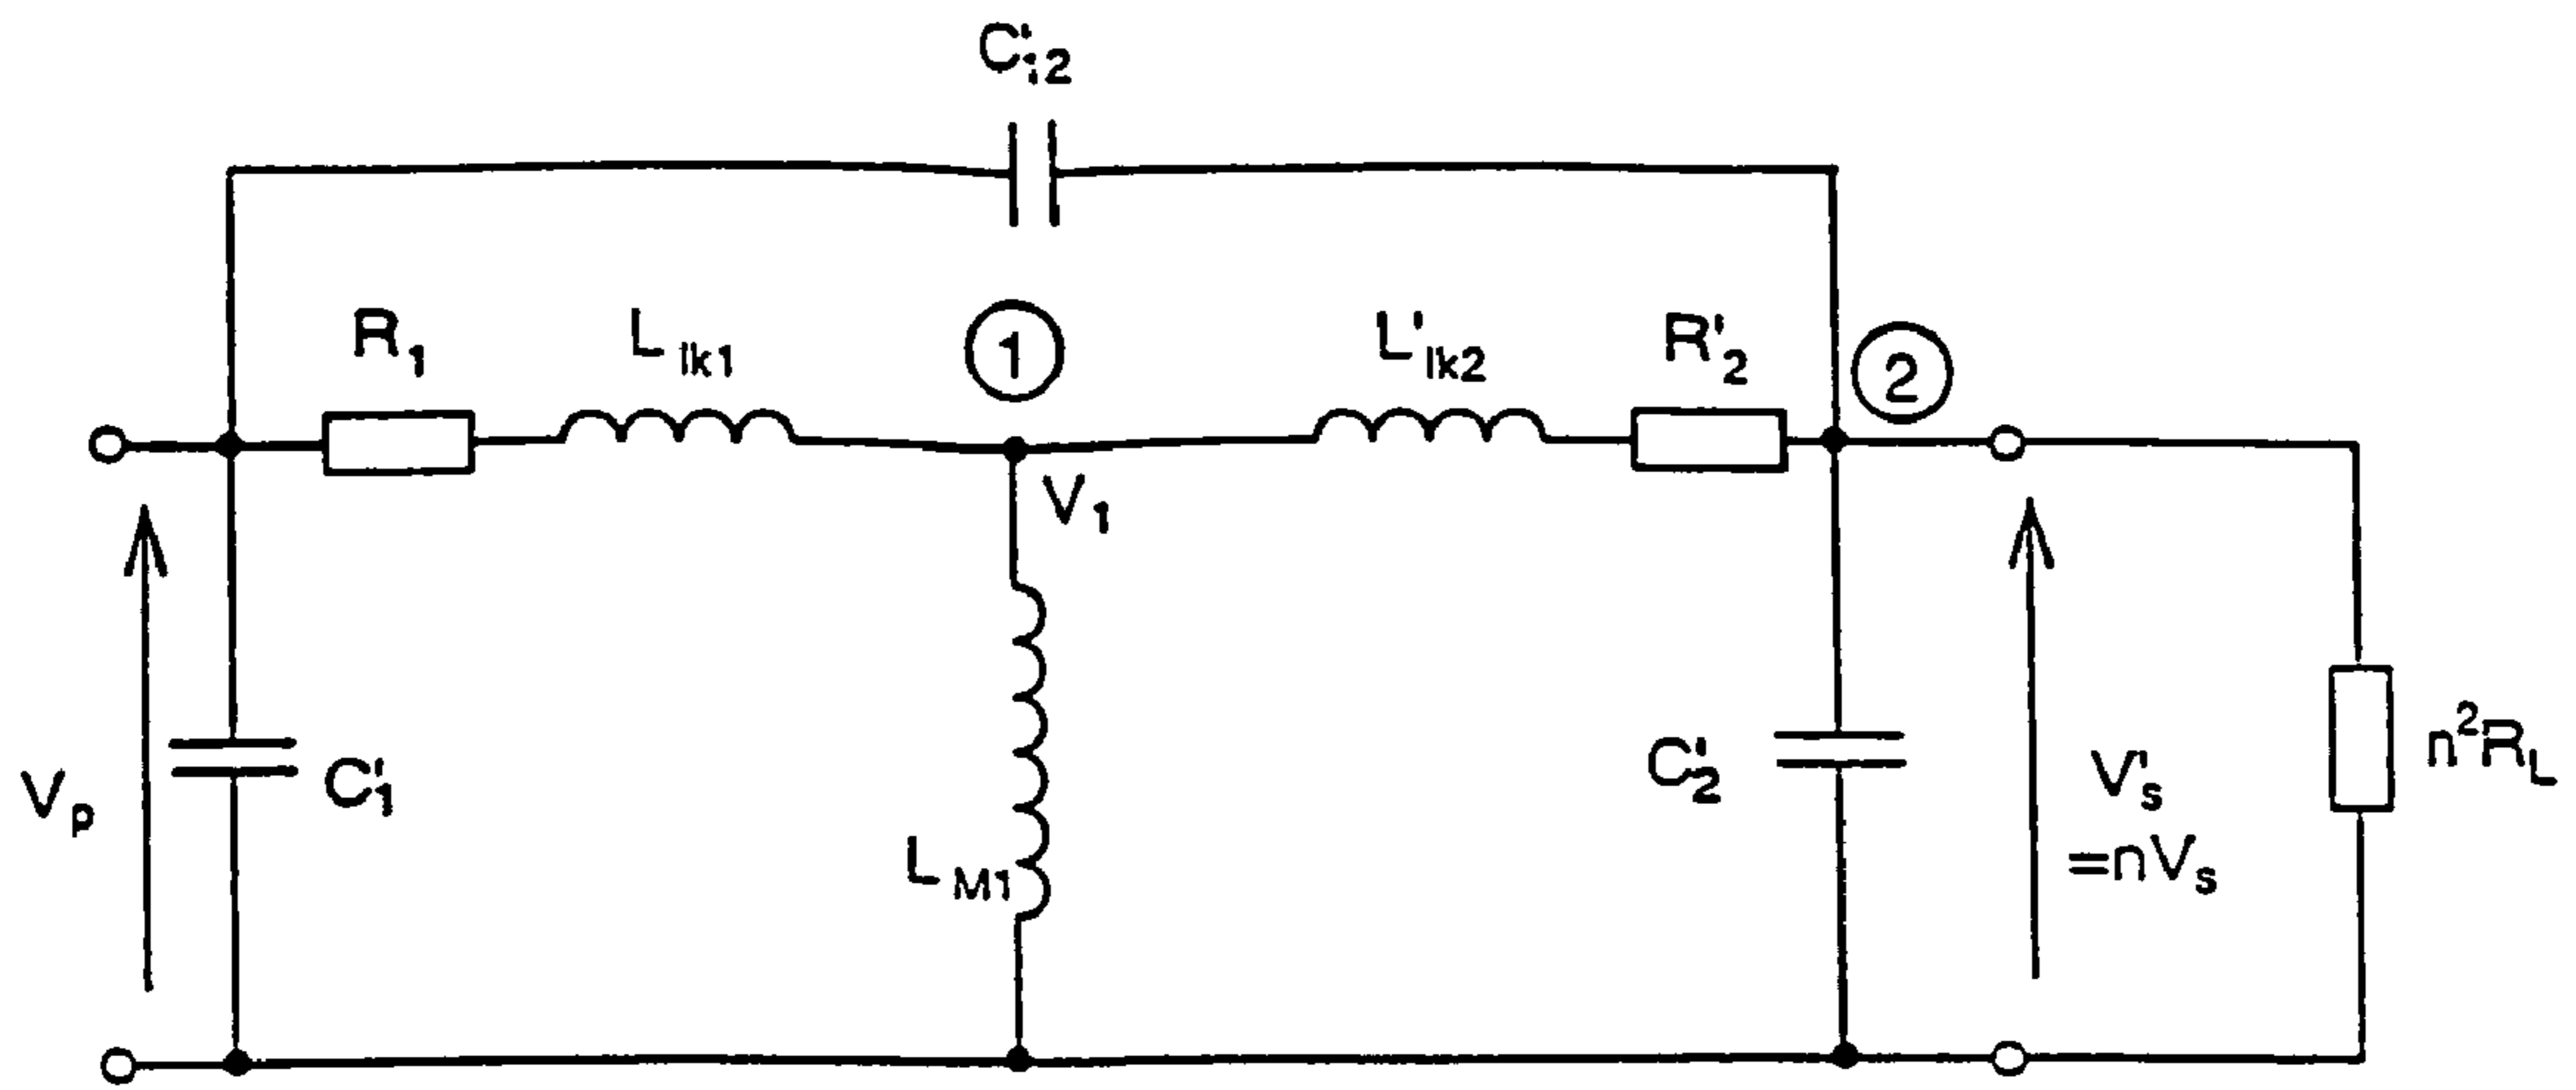 C'12
R1
Llk1
1
L'lk2
R'2
2
V1
Vp
C'1
LM1
C'2
V's
=nVs
n²RL